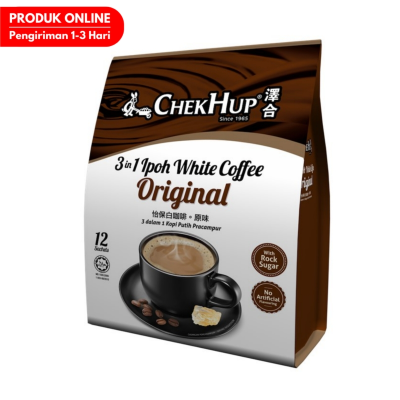 PRODUK ONLINE
Pengiriman 1-3 Hari
CHEKHUP® 澤合
Since 1965
3 in 1 Ipoh White Coffee
Original
怡保白咖啡。原味
3 dalam 1 Kopi Putih Pracampur
12
Sachets
With
Rock
Sugar
No
Artificial
Flavouring